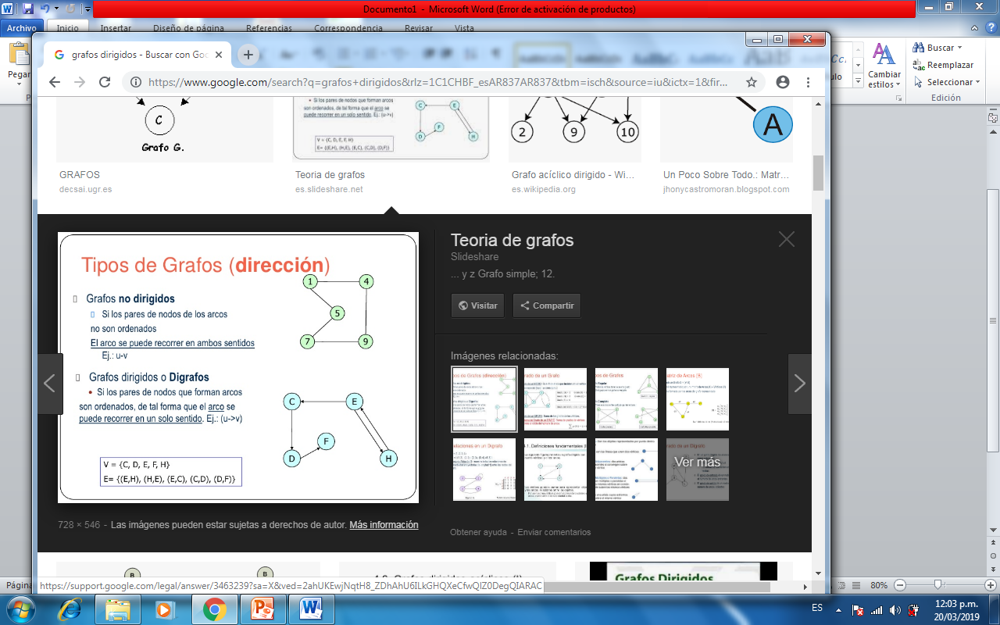 Documento1 - Microsoft Word (Error de activación de productos)
Archivo Inicio Insertar Diseño de página Referencias Correspondencia Revisar Vista
Pegar
Cambiar
estilos
Buscar
Reemplazar
Seleccionar
Edición
grafos dirigidos - Buscar con Goo
https://www.google.com/search?q=grafos+dirigidos&rlz=1C1CHBF_esAR837AR837&tbm=isch&source=iu&ictx=1&fir...
C
Grafo G.
Si los pares de nodos que forman arcos
son ordenados, de tal forma que el arco se
puede recorrer en un solo sentido. Ej.: (u->v)
C E
F
D H
V = {C, D, E, F, H}
E= {(E,H), (H,E), (E,C), (C,D), (D,F)}
2 9 10
A
GRAFOS
decsai.ugr.es
Teoria de grafos
es.slideshare.net
Grafo acíclico dirigido - Wi...
es.wikipedia.org
Un Poco Sobre Todo.: Matr...
jhonycastromoran.blogspot.com
Tipos de Grafos (dirección)
Grafos no dirigidos
Si los pares de nodos de los arcos
no son ordenados
El arco se puede recorrer en ambos sentidos
Ej.: u-v
1 4
5
7 9
Grafos dirigidos o Digrafos
• Si los pares de nodos que forman arcos
son ordenados, de tal forma que el arco se
puede recorrer en un solo sentido. Ej.: (u->v)
C E
F
D H
V = {C, D, E, F, H}
E= {(E,H), (H,E), (E,C), (C,D), (D,F)}
728 × 546 - Las imágenes pueden estar sujetas a derechos de autor. Más información
Teoria de grafos
Slideshare
... y z Grafo simple; 12.
Visitar Compartir
Imágenes relacionadas:
Ver más
Obtener ayuda - Enviar comentarios
B B
Grafos Dirigidos
https://support.google.com/legal/answer/3463239?sa=X&ved=2ahUKEwjNqtH8_ZDhAhU6ILkGHQXeCfwQIZ0DegQIARAC
Página
80%
ES
12:03 p.m.
20/03/2019